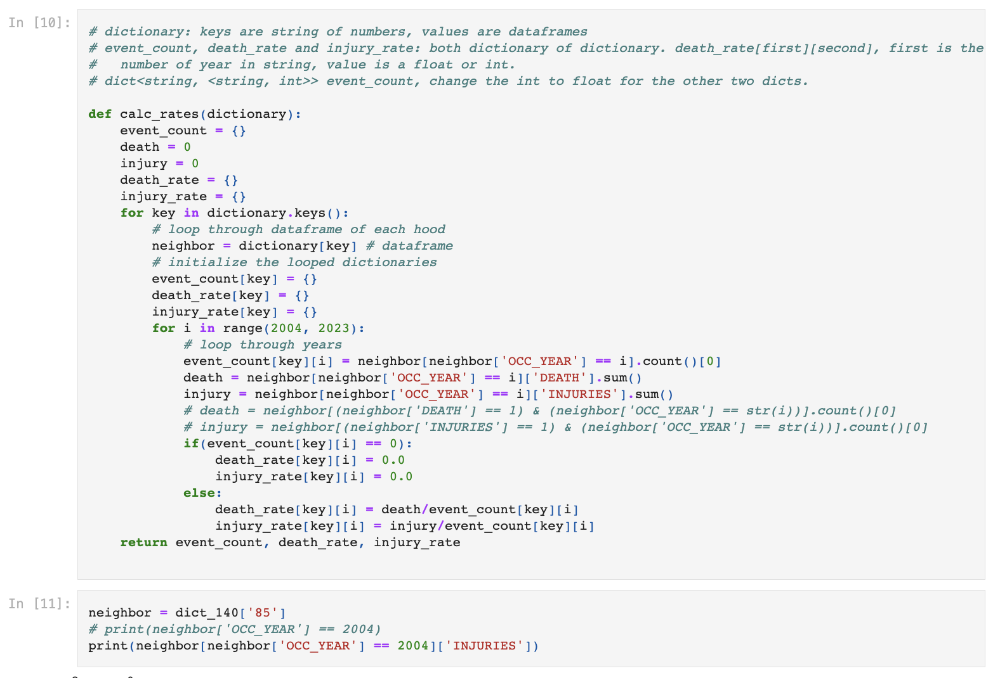 In [10]:
# dictionary: keys are string of numbers, values are dataframes
# event_count, death_rate and injury_rate: both dictionary of dictionary. death_rate[first][second], first is the
#   number of year in string, value is a float or int.
# dict<string, <string, int>> event_count, change the int to float for the other two dicts.

def calc_rates(dictionary):
    event_count = {}
    death = 0
    injury = 0
    death_rate = {}
    injury_rate = {}
    for key in dictionary.keys():
        # loop through dataframe of each hood
        neighbor = dictionary[key] # dataframe
        # initialize the looped dictionaries
        event_count[key] = {}
        death_rate[key] = {}
        injury_rate[key] = {}
        for i in range(2004, 2023):
            # loop through years
            event_count[key][i] = neighbor[neighbor['OCC_YEAR'] == i].count()[0]
            death = neighbor[neighbor['OCC_YEAR'] == i]['DEATH'].sum()
            injury = neighbor[neighbor['OCC_YEAR'] == i]['INJURIES'].sum()
            # death = neighbor[(neighbor['DEATH'] == 1) & (neighbor['OCC_YEAR'] == str(i))].count()[0]
            # injury = neighbor[(neighbor['INJURIES'] == 1) & (neighbor['OCC_YEAR'] == str(i))].count()[0]
            if(event_count[key][i] == 0):
                death_rate[key][i] = 0.0
                injury_rate[key][i] = 0.0
            else:
                death_rate[key][i] = death/event_count[key][i]
                injury_rate[key][i] = injury/event_count[key][i]
    return event_count, death_rate, injury_rate

In [11]:
neighbor = dict_140['85']
# print(neighbor['OCC_YEAR'] == 2004)
print(neighbor[neighbor['OCC_YEAR'] == 2004]['INJURIES'])